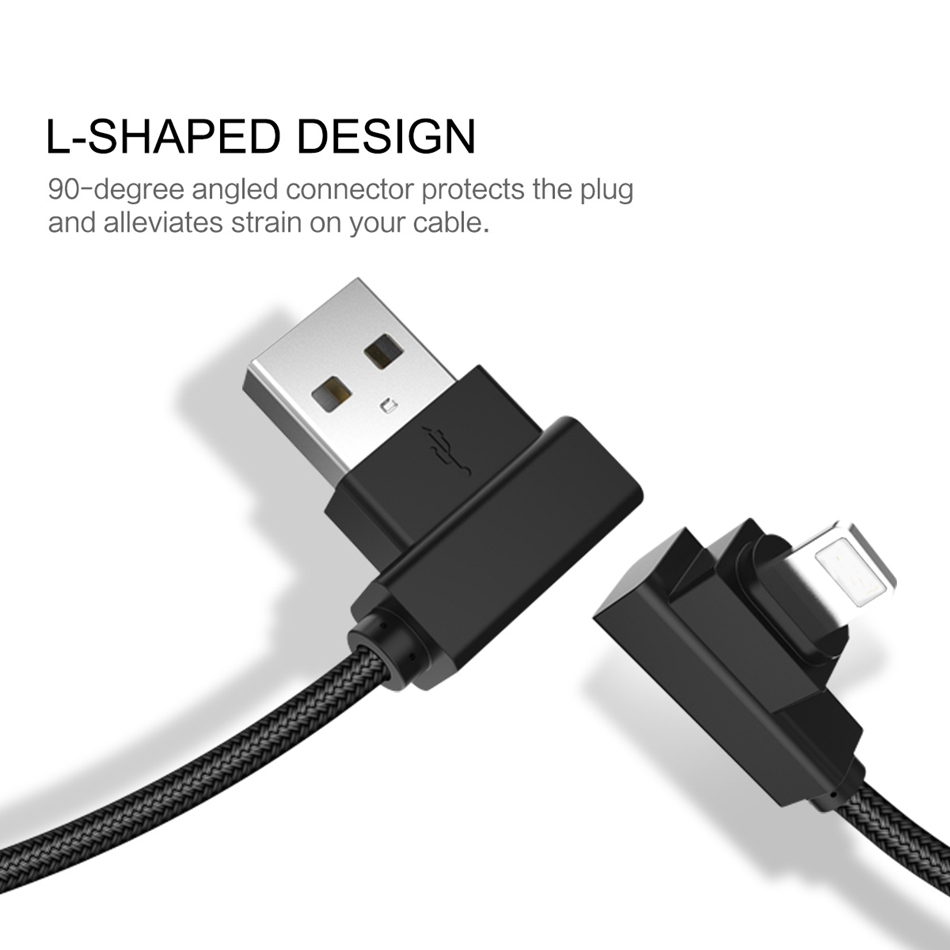 L-SHAPED DESIGN
90-degree angled connector protects the plug
and alleviates strain on your cable.